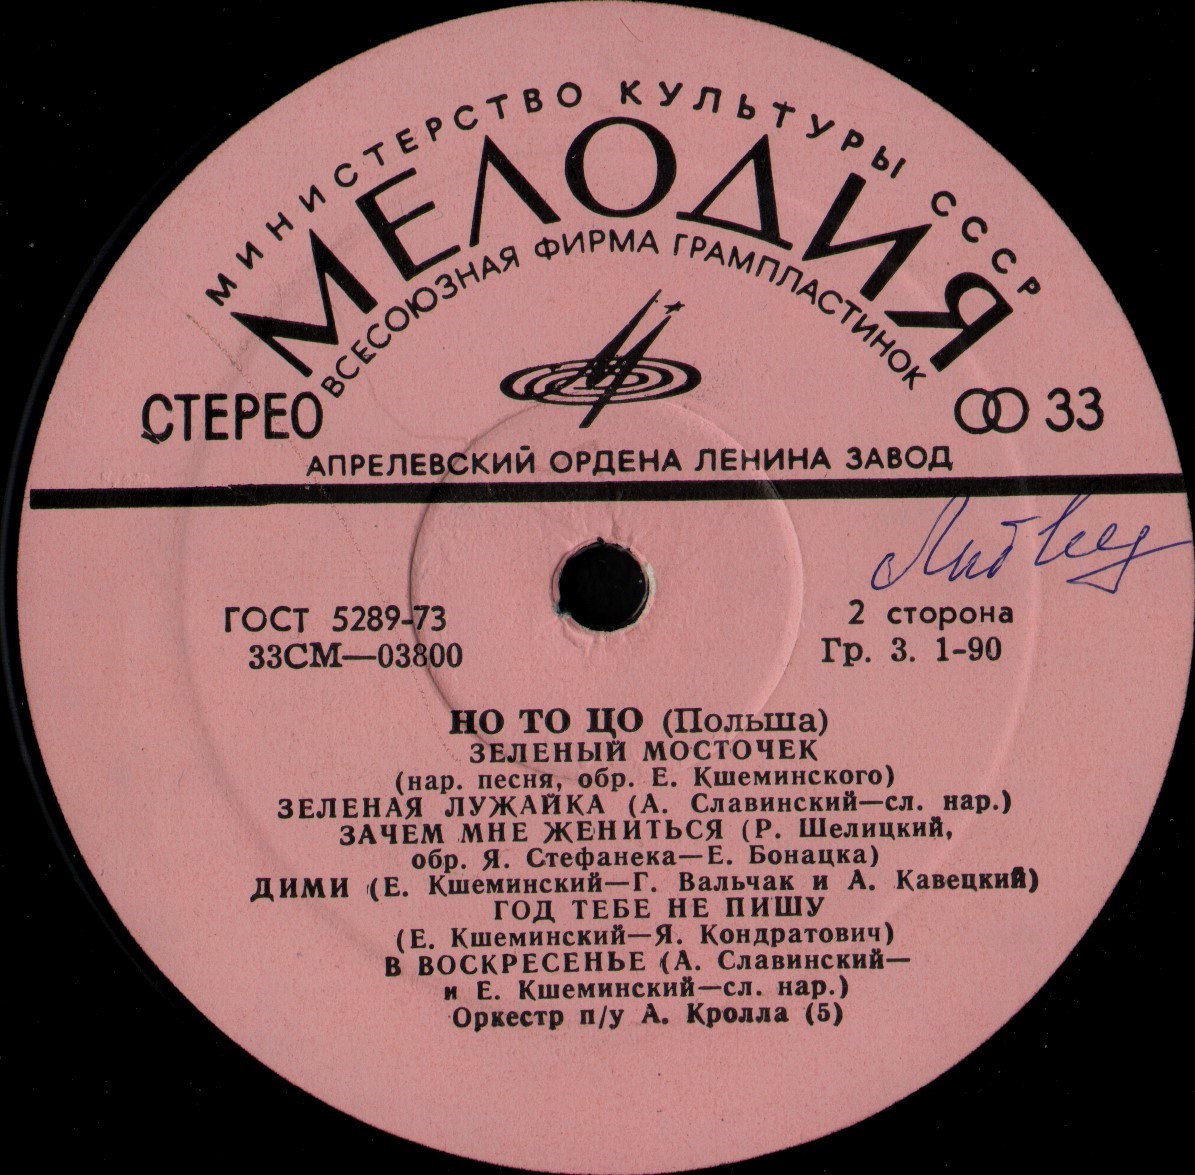 МИНИСТЕРСТВО КУЛЬТУРЫ СССР
МЕЛОДИЯ
ВСЕСОЮЗНАЯ ФИРМА ГРАМПЛАСТИНОК
СТЕРЕО
33
АПРЕЛЕВСКИЙ ОРДЕНА ЛЕНИНА ЗАВОД
ГОСТ 5289-73
33СМ—03800
2 сторона
Гр. 3. 1-90
НО ТО ЦО (Польша)
ЗЕЛЕНЫЙ МОСТОЧЕК
(нар. песня, обр. Е. Кшеминского)
ЗЕЛЕНАЯ ЛУЖАЙКА (А. Славинский—сл. нар.)
ЗАЧЕМ МНЕ ЖЕНИТЬСЯ (Р. Шелицкий,
обр. Я. Стефанека—Е. Бонацка)
ДИМИ (Е. Кшеминский—Г. Вальчак и А. Кавецкий)
ГОД ТЕБЕ НЕ ПИШУ
(Е. Кшеминский—Я. Кондратович)
В ВОСКРЕСЕНЬЕ (А. Славинский—
и Е. Кшеминский—сл. нар.)
Оркестр п/у А. Кролла (5)